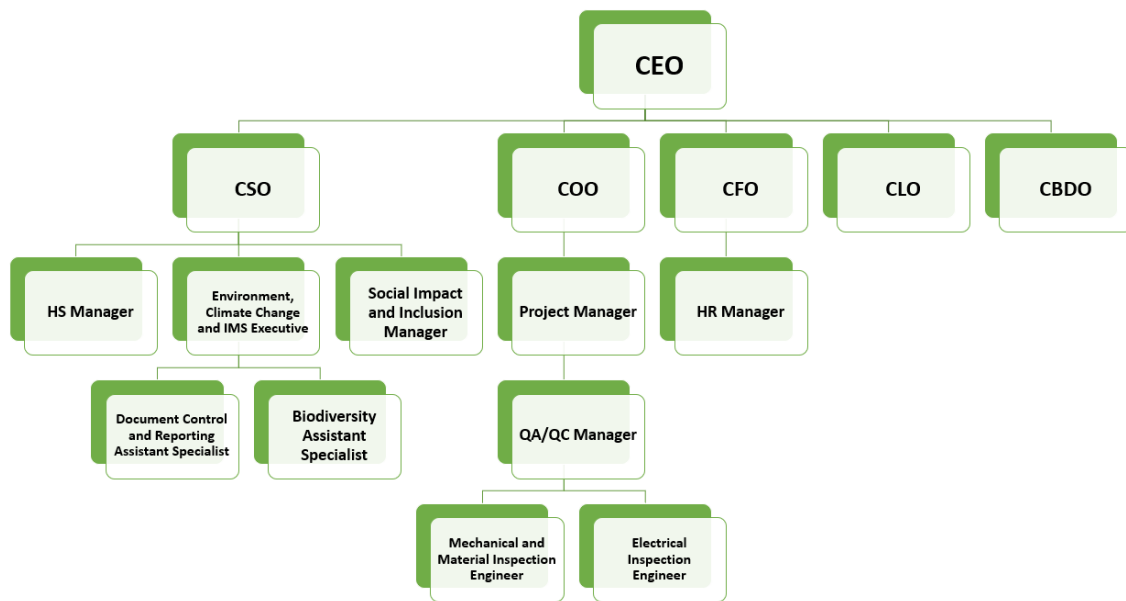 CEO
CSO
COO
CFO
CLO
CBDO
HS Manager
Environment,
Climate Change
and IMS Executive
Social Impact
and Inclusion
Manager
Project Manager
HR Manager
Document Control
and Reporting
Assistant Specialist
Biodiversity
Assistant
Specialist
QA/QC Manager
Mechanical and
Material Inspection
Engineer
Electrical
Inspection
Engineer